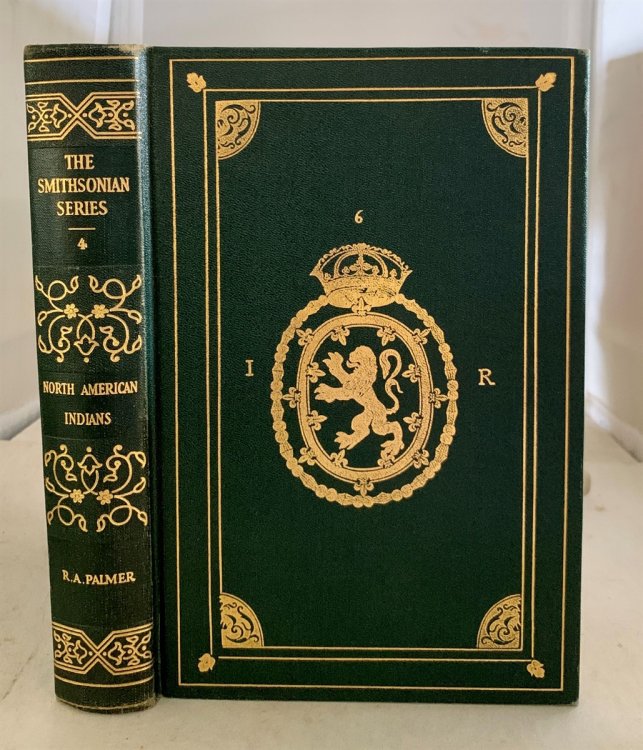 THE
SMITHSONIAN
SERIES
4
NORTH AMERICAN
INDIANS
R.A. PALMER
6
I R